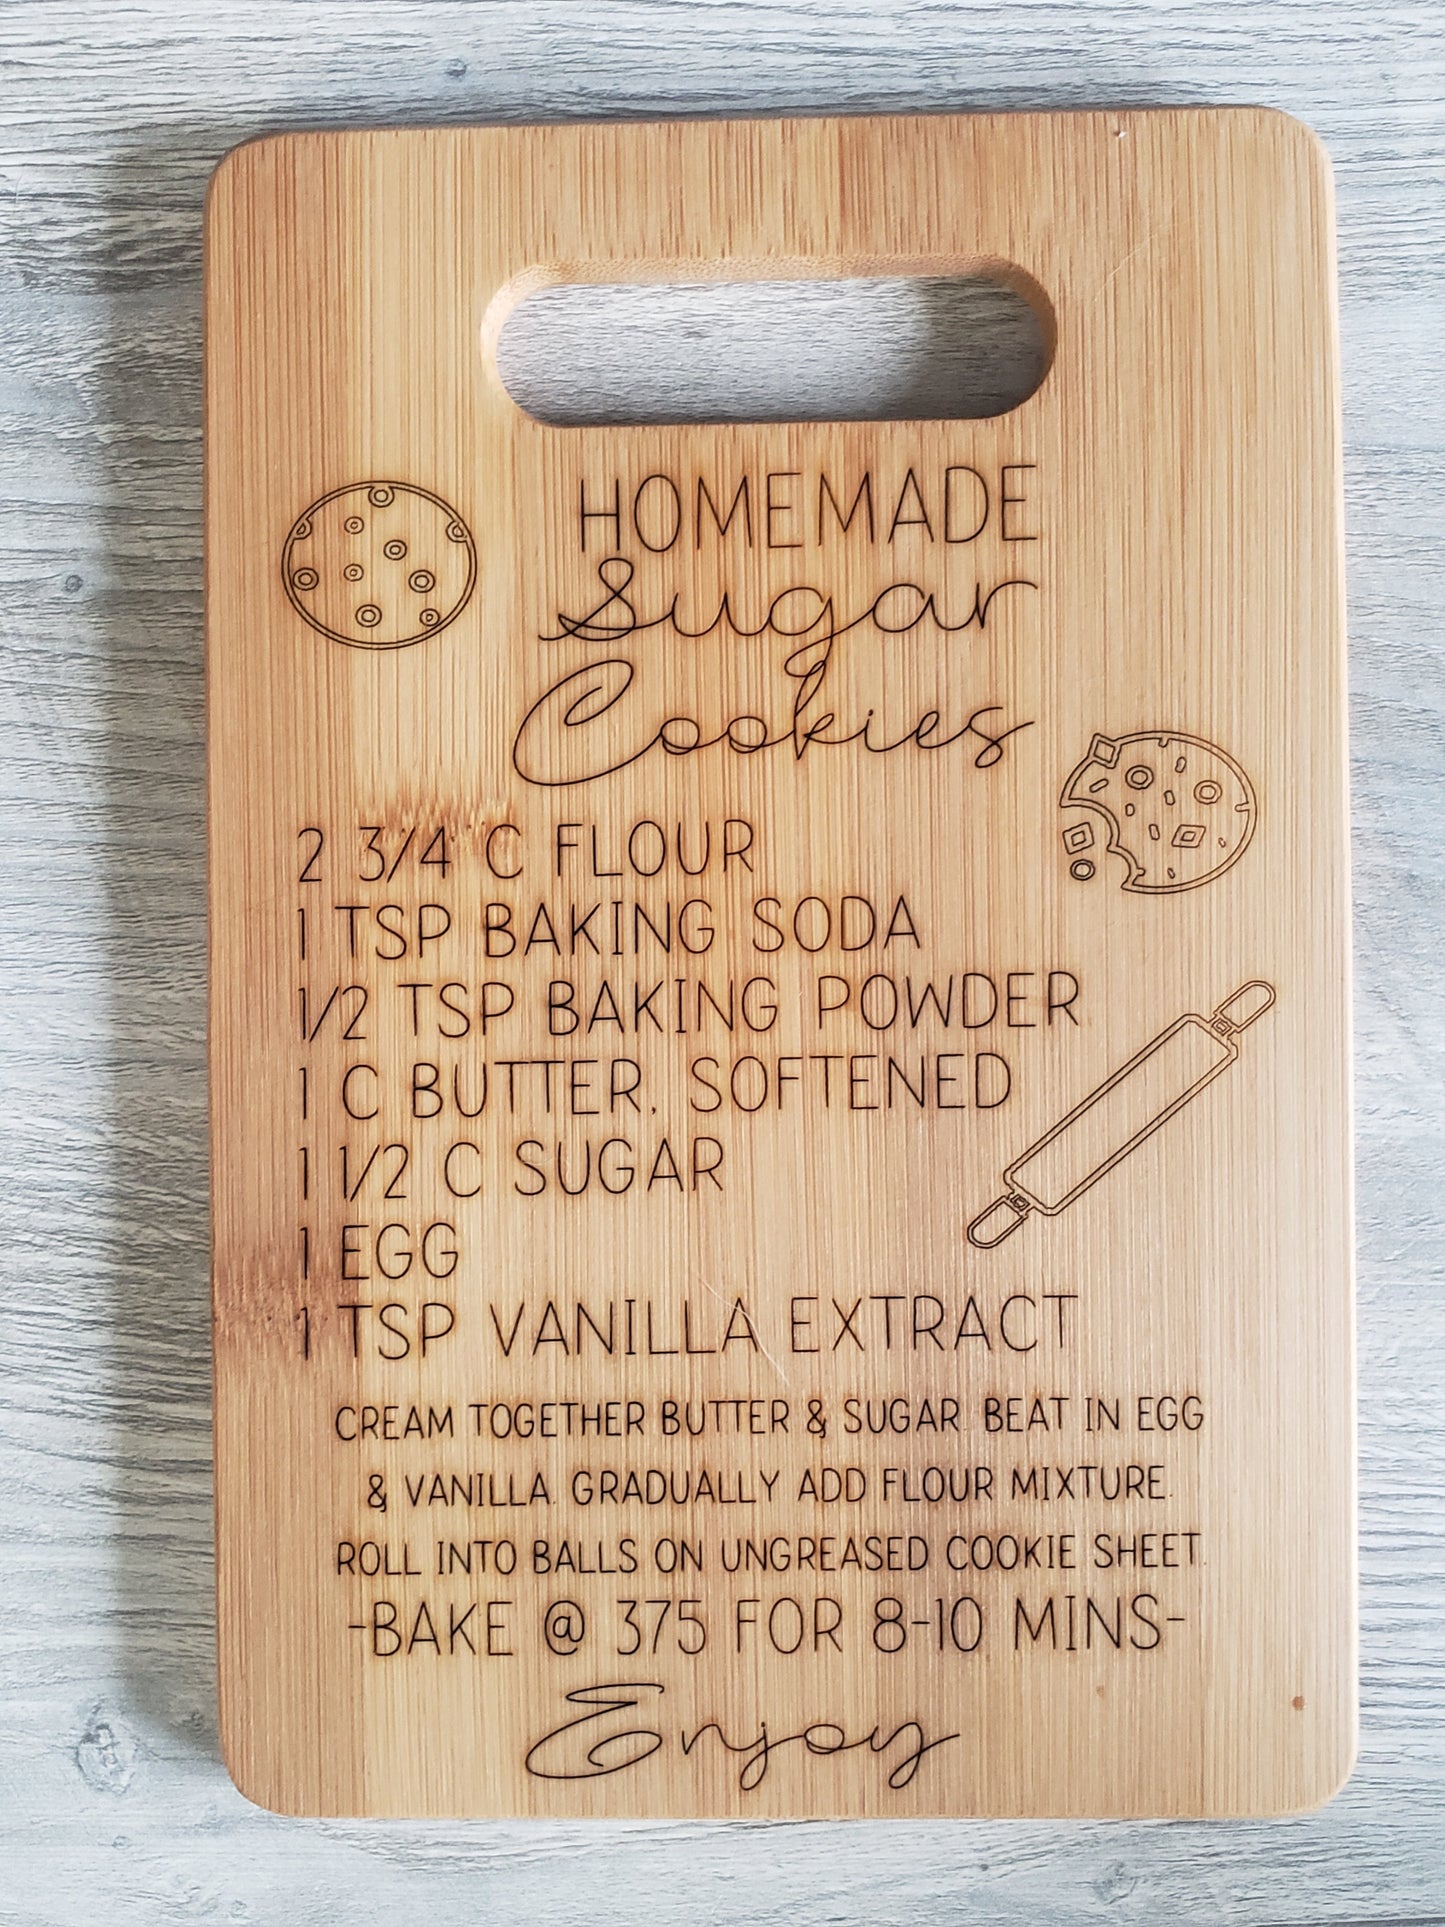 HOMEMADE
Sugar
Cookies
2 3/4 C FLOUR
1 TSP BAKING SODA
1/2 TSP BAKING POWDER
1 C BUTTER, SOFTENED
1 1/2 C SUGAR
1 EGG
1 TSP VANILLA EXTRACT
CREAM TOGETHER BUTTER & SUGAR. BEAT IN EGG
& VANILLA. GRADUALLY ADD FLOUR MIXTURE.
ROLL INTO BALLS ON UNGREASED COOKIE SHEET.
-BAKE @ 375 FOR 8-10 MINS-
Enjoy